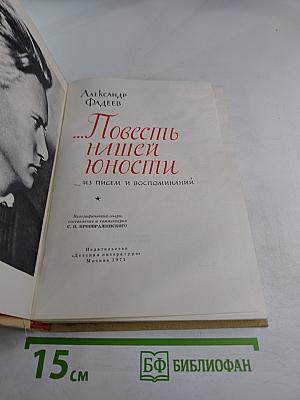 Александр
Фадеев
...Повесть
нашей
юности
... из писем и воспоминаний
Биографический очерк,
составление и комментарии
С. Н. ПРЕОБРАЖЕНСКОГО
Издательство
«Детская литература»
Москва 1971
15 см
БФ БИБЛИОФАН